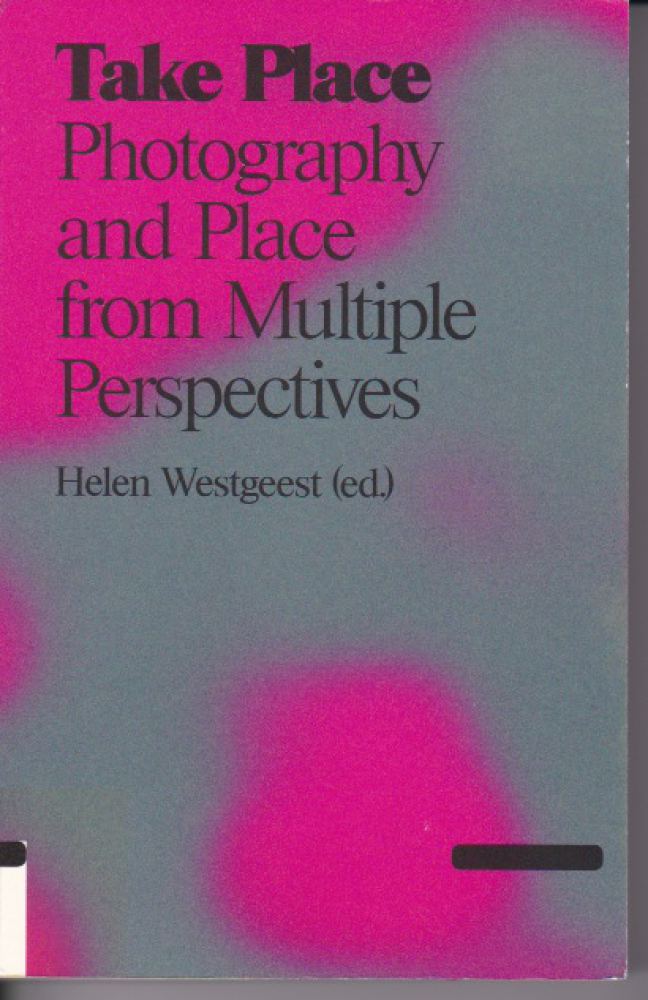 Take Place
Photography
and Place
from Multiple
Perspectives
Helen Westgeest (ed.)